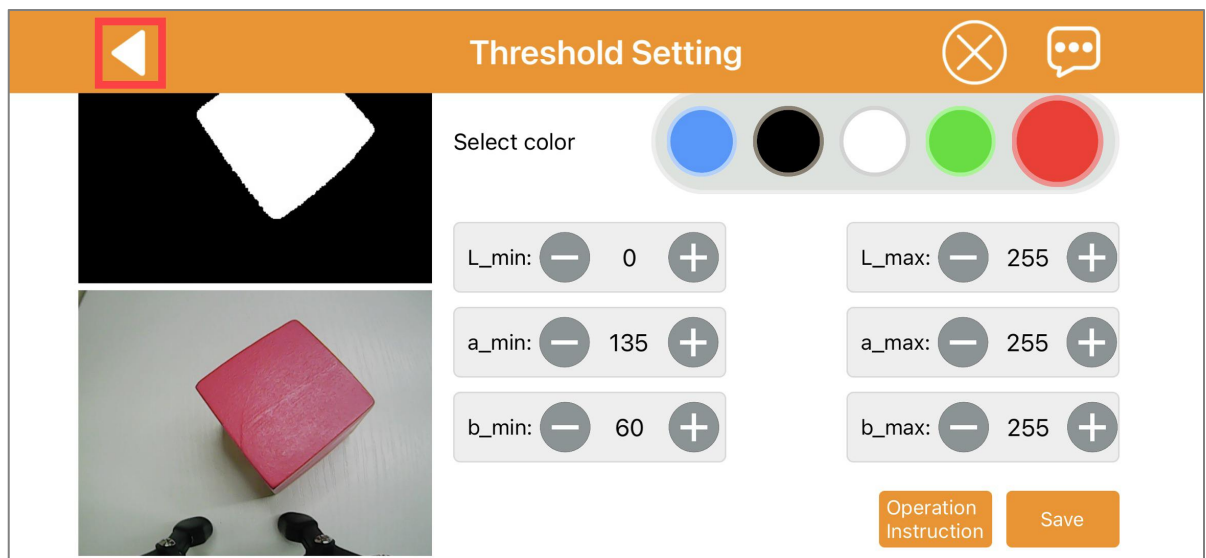 Threshold Setting
Select color
L_min: 0
L_max: 255
a_min: 135
a_max: 255
b_min: 60
b_max: 255
Operation
Instruction
Save